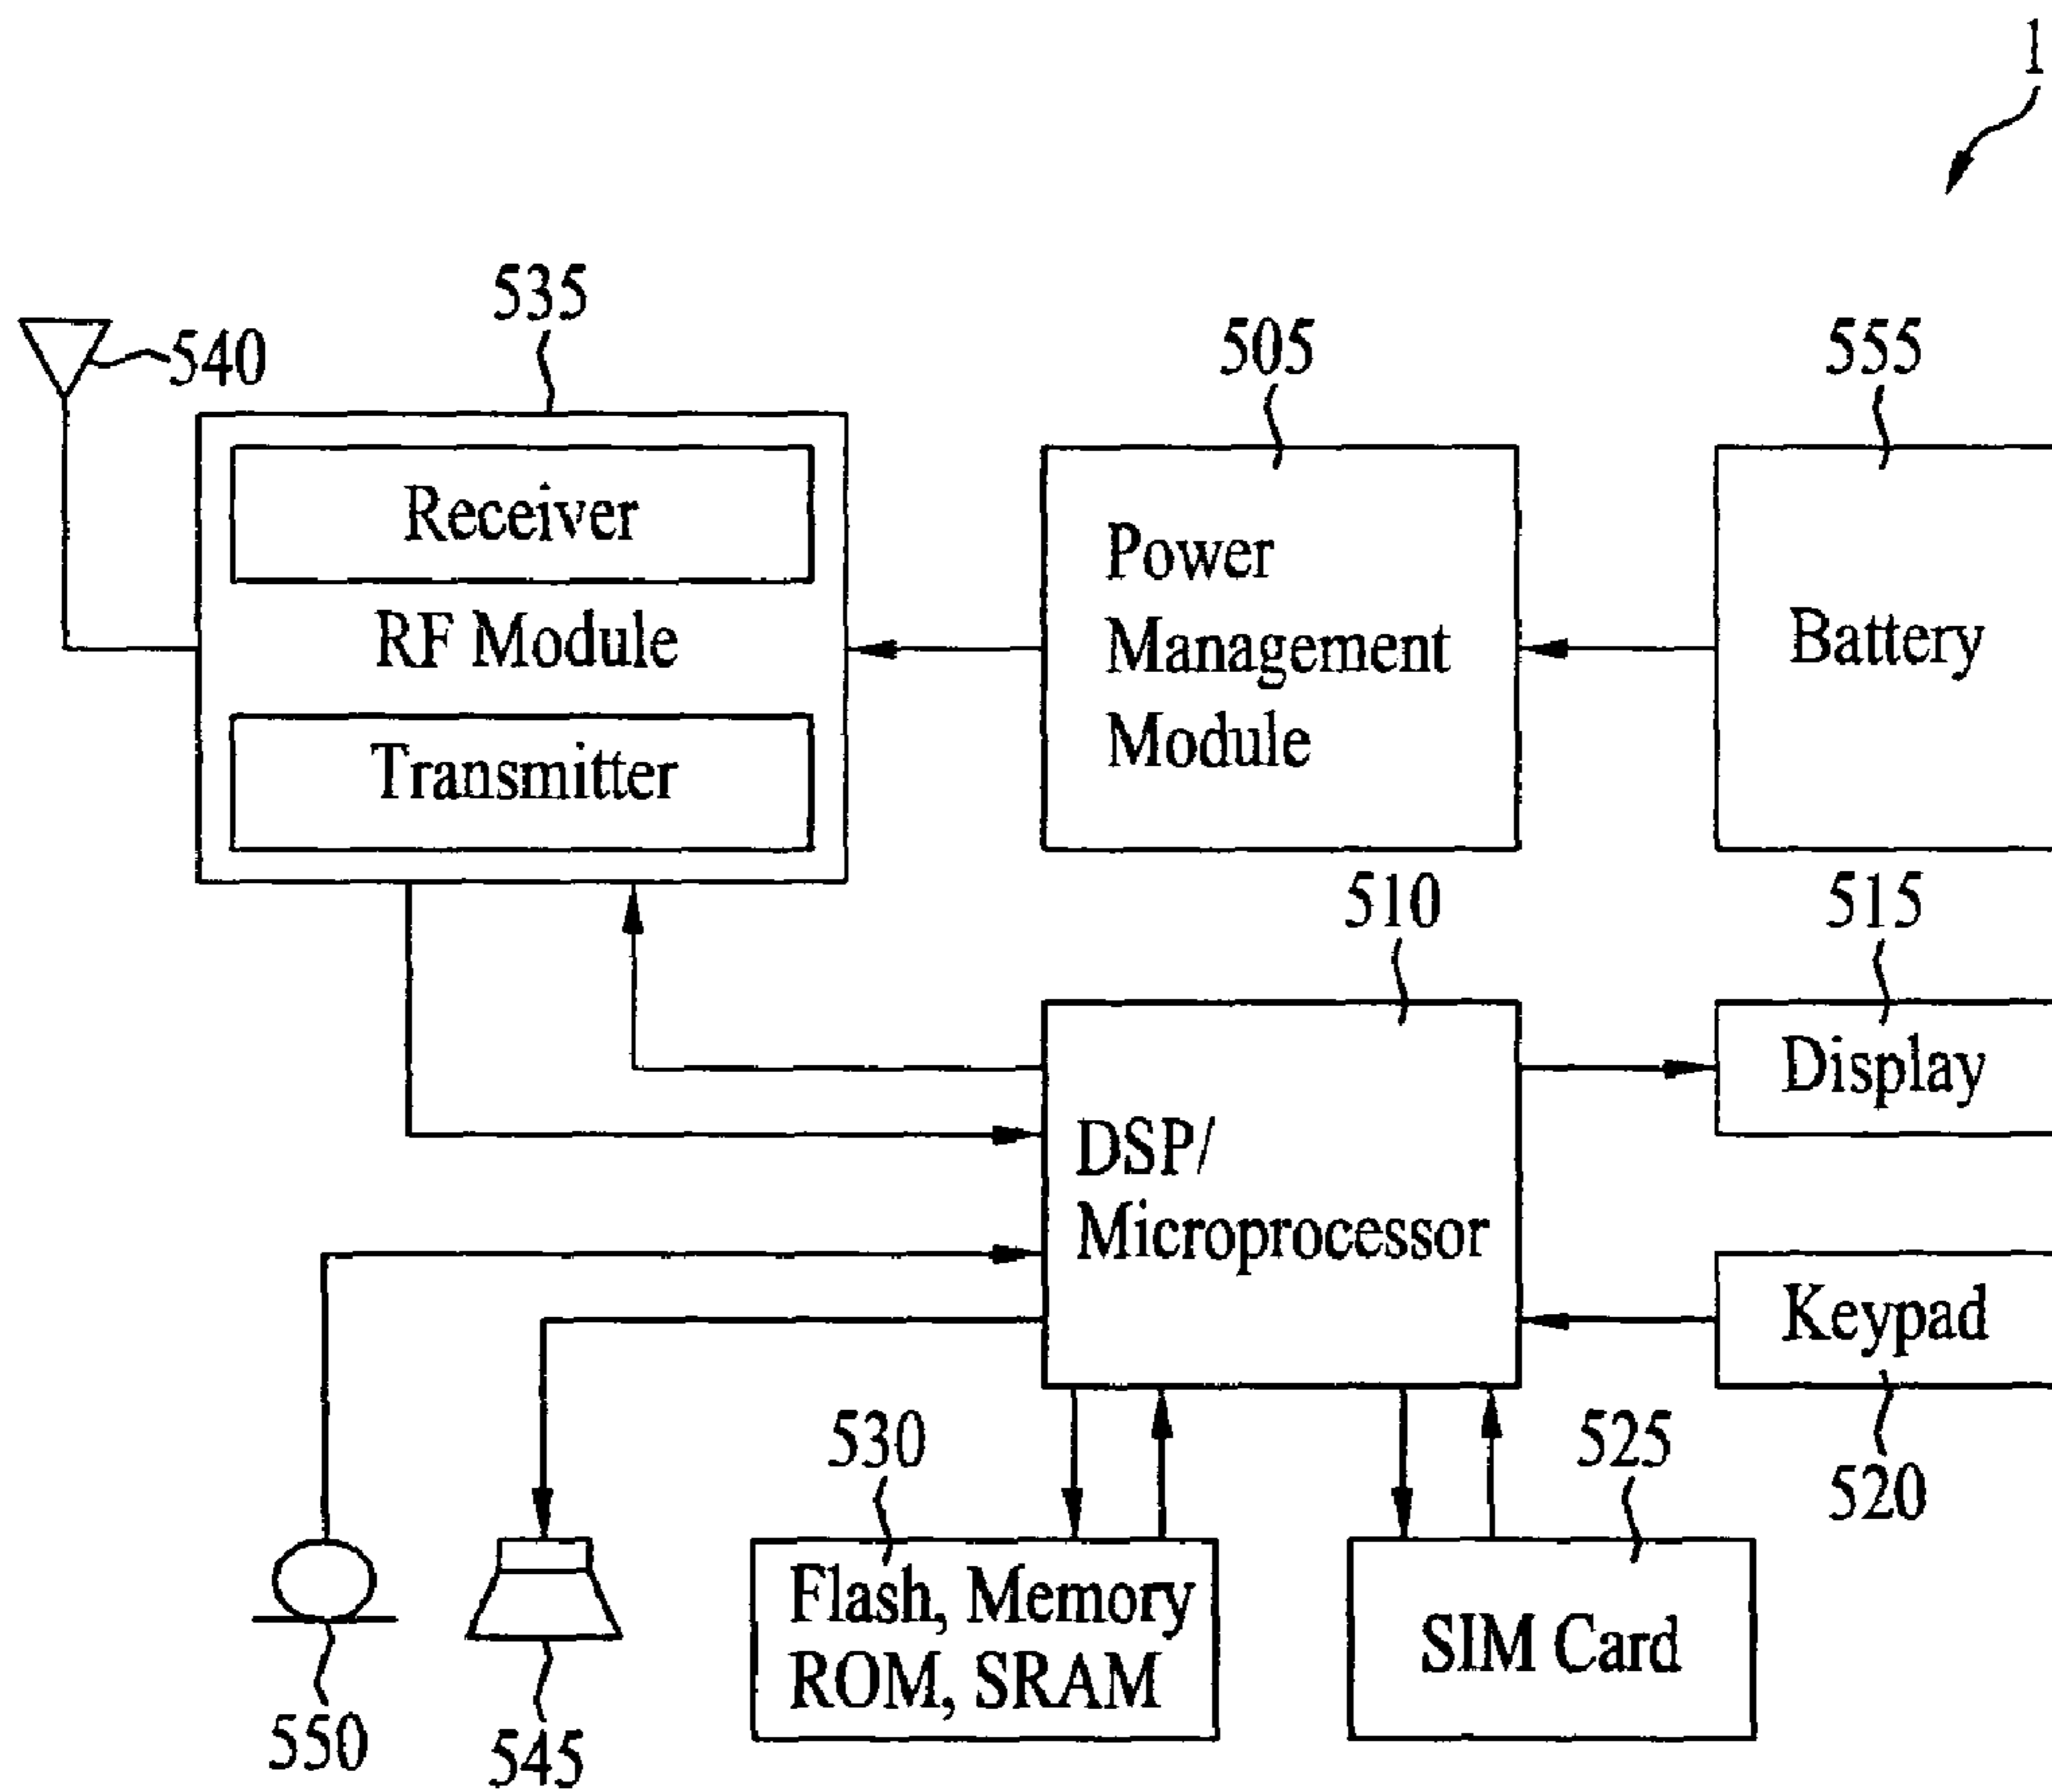 1
535
540
505
555
Receiver
RF Module
Transmitter
Power
Management
Module
Battery
510
515
DSP/
Microprocessor
Display
Keypad
530
525
520
Flash, Memory
ROM, SRAM
SIM Card
550
545